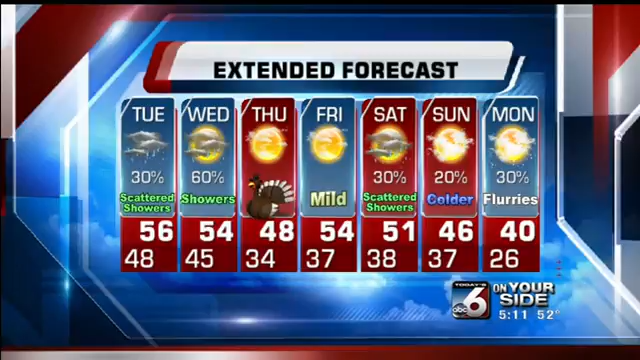 EXTENDED FORECAST
TUE WED THU FRI SAT SUN MON
30% 60% 30% 20% 30%
Scattered Showers Showers Mild Scattered Showers Colder Flurries
56 54 48 54 51 46 40
48 45 34 37 38 37 26
TODAY'S
abc 6
ON YOUR SIDE
5:11 52°